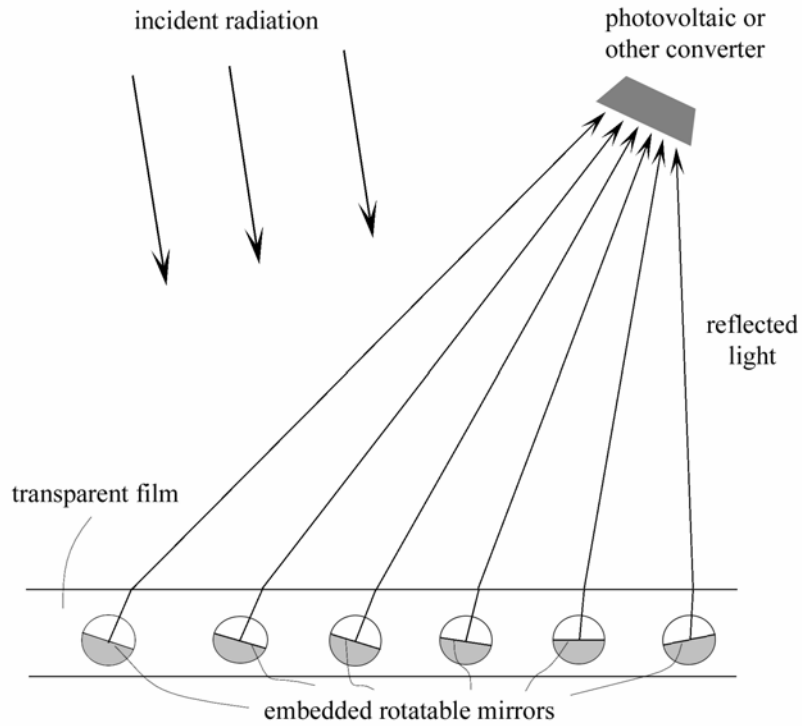 incident radiation
photovoltaic or
other converter
reflected
light
transparent film
embedded rotatable mirrors